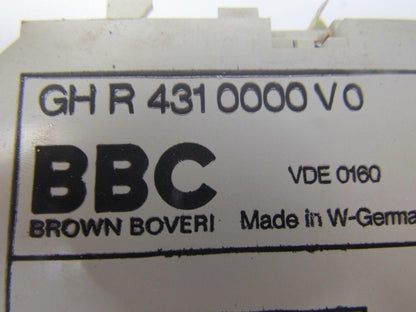 GH R 431 0000 V 0
BBC
VDE 0160
BROWN BOVERI
Made in W-Germa